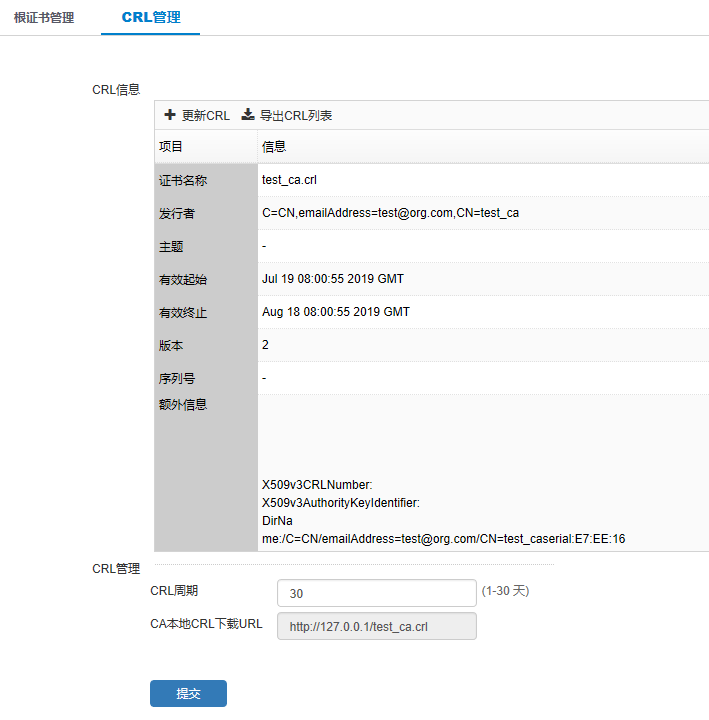 根证书管理 CRL管理
CRL信息
更新CRL 导出CRL列表
项目 信息
证书名称 test_ca.crl
发行者 C=CN,emailAddress=test@org.com,CN=test_ca
主题 -
有效起始 Jul 19 08:00:55 2019 GMT
有效终止 Aug 18 08:00:55 2019 GMT
版本 2
序列号 -
额外信息
X509v3CRLNumber:
X509v3AuthorityKeyIdentifier:
DirNa
me:/C=CN/emailAddress=test@org.com/CN=test_caserial:E7:EE:16
CRL管理
CRL周期 30 (1-30 天)
CA本地CRL下载URL http://127.0.0.1/test_ca.crl
提交